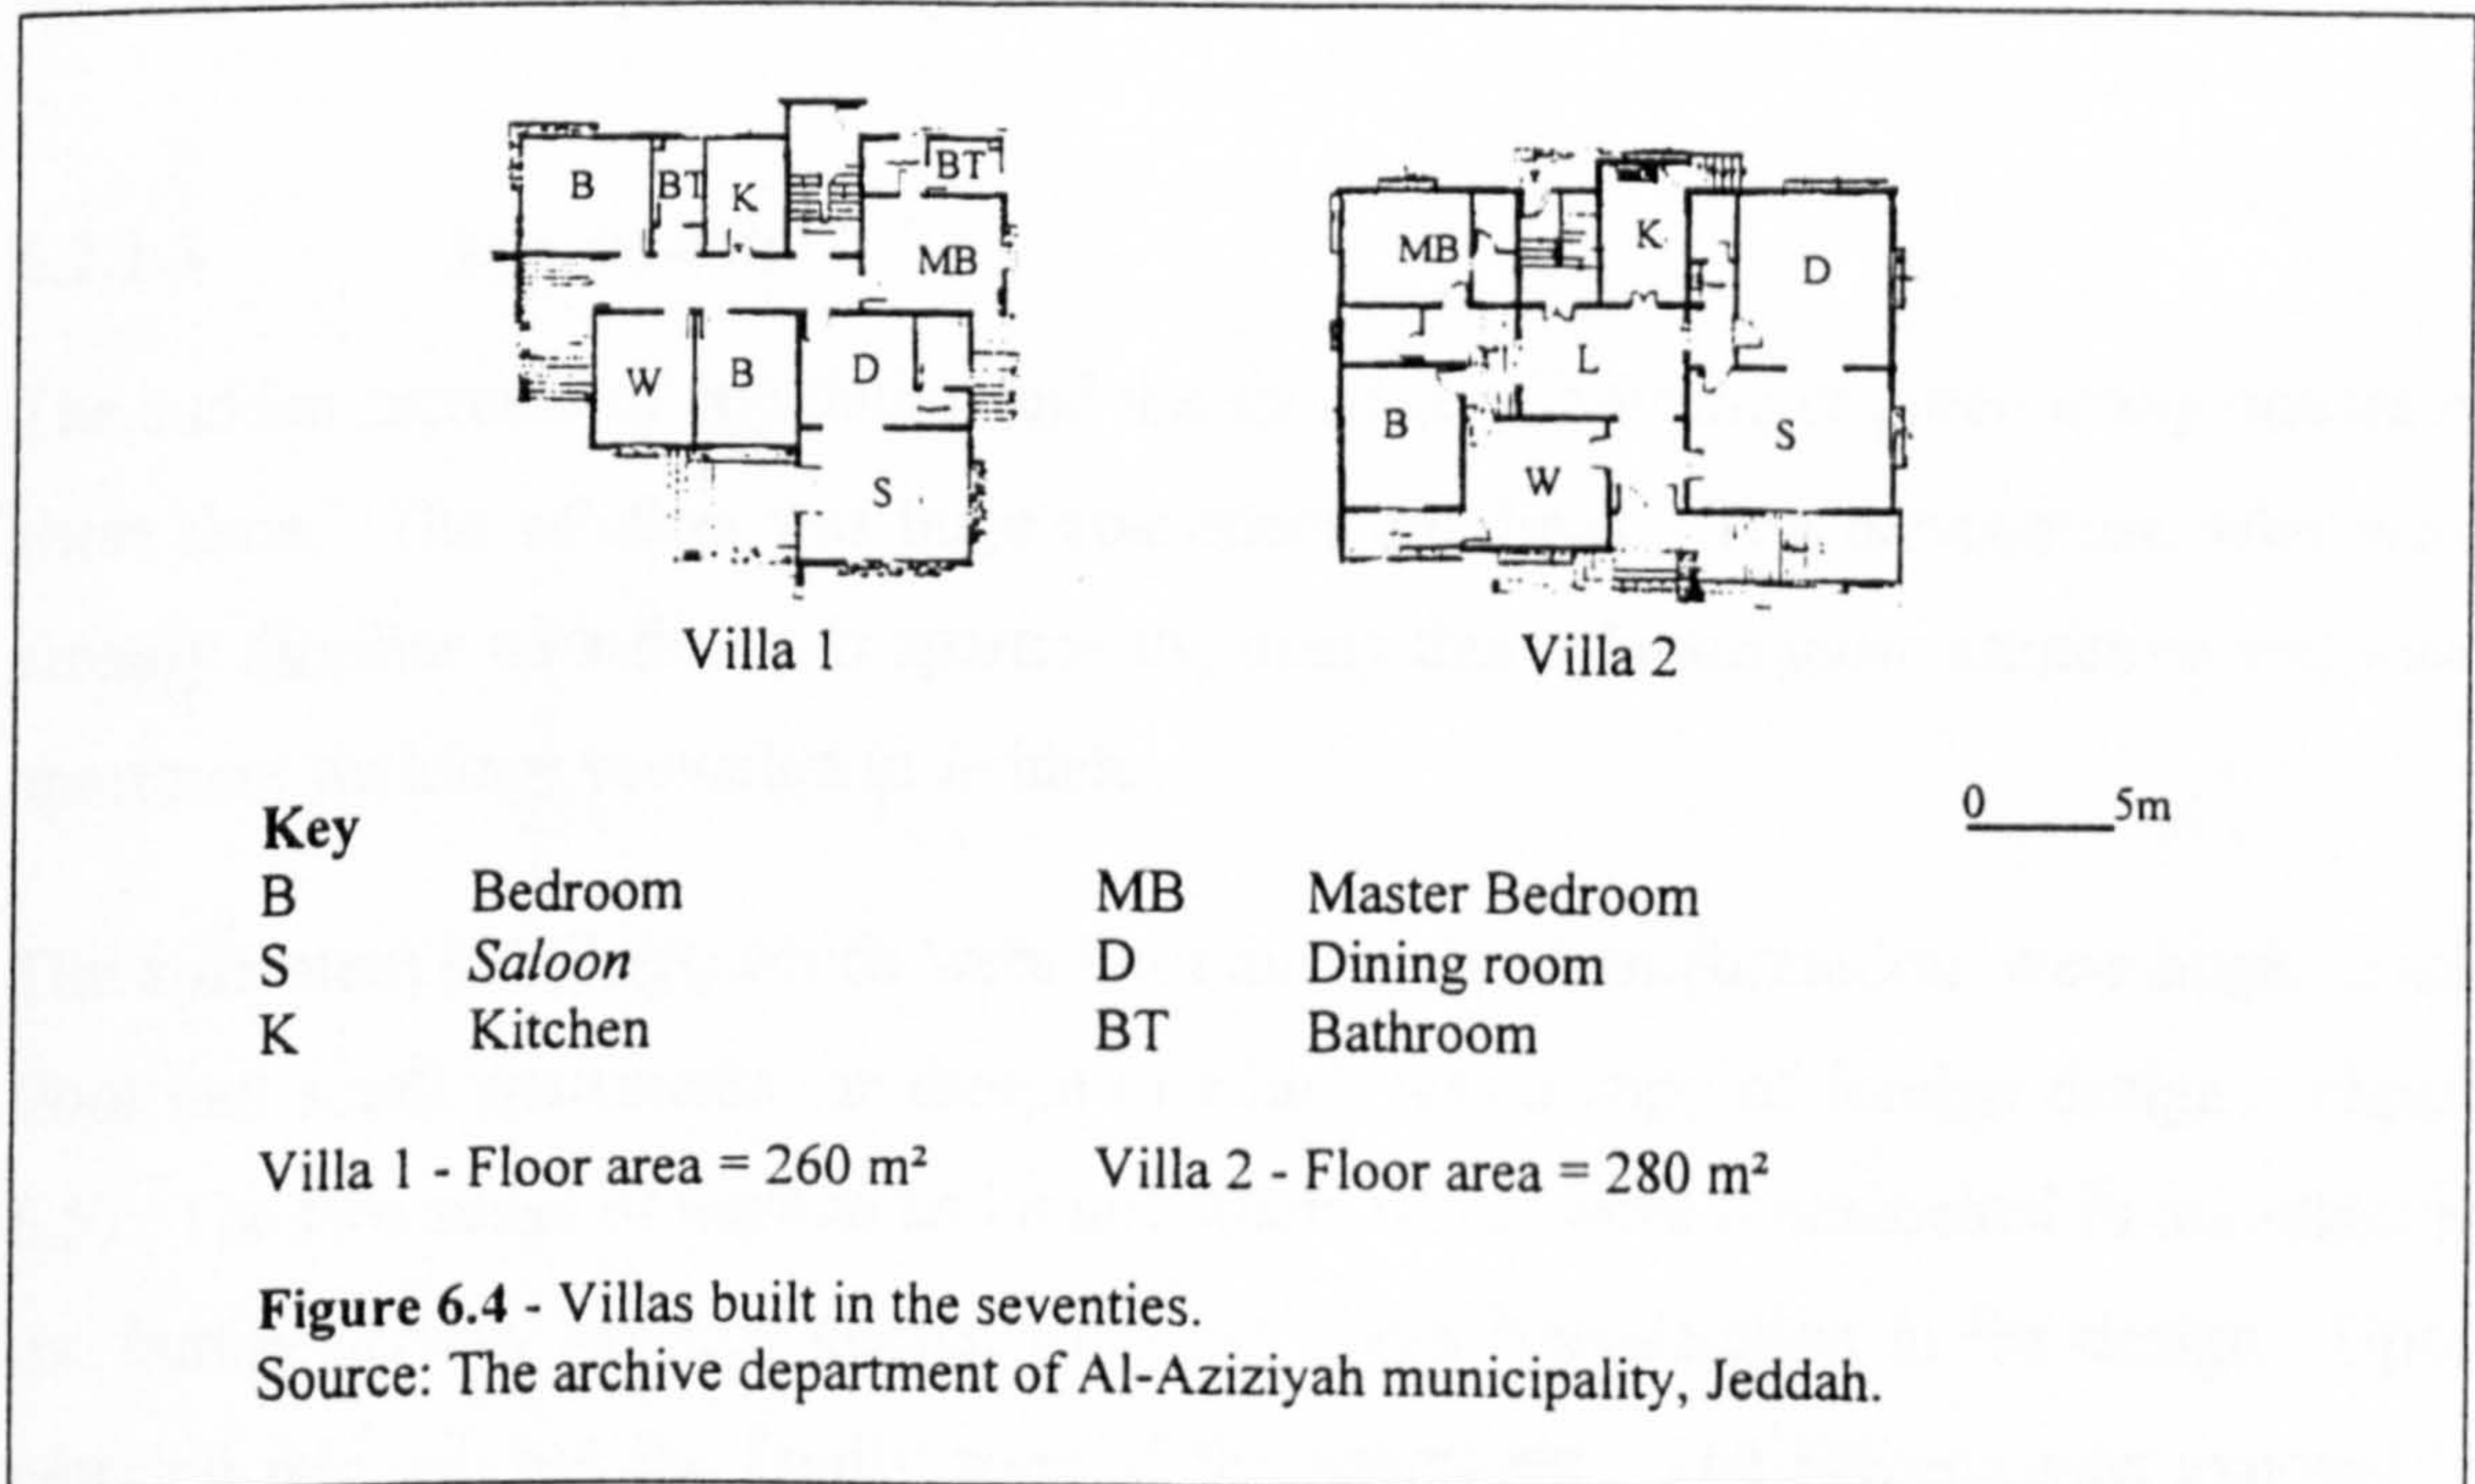 B BT K BT
MB
W B D
S
MB K D
L
B S
W
Villa 1 Villa 2
0 5m
Key
B Bedroom MB Master Bedroom
S Saloon D Dining room
K Kitchen BT Bathroom
Villa 1 - Floor area = 260 m² Villa 2 - Floor area = 280 m²
Figure 6.4 - Villas built in the seventies.
Source: The archive department of Al-Aziziyah municipality, Jeddah.